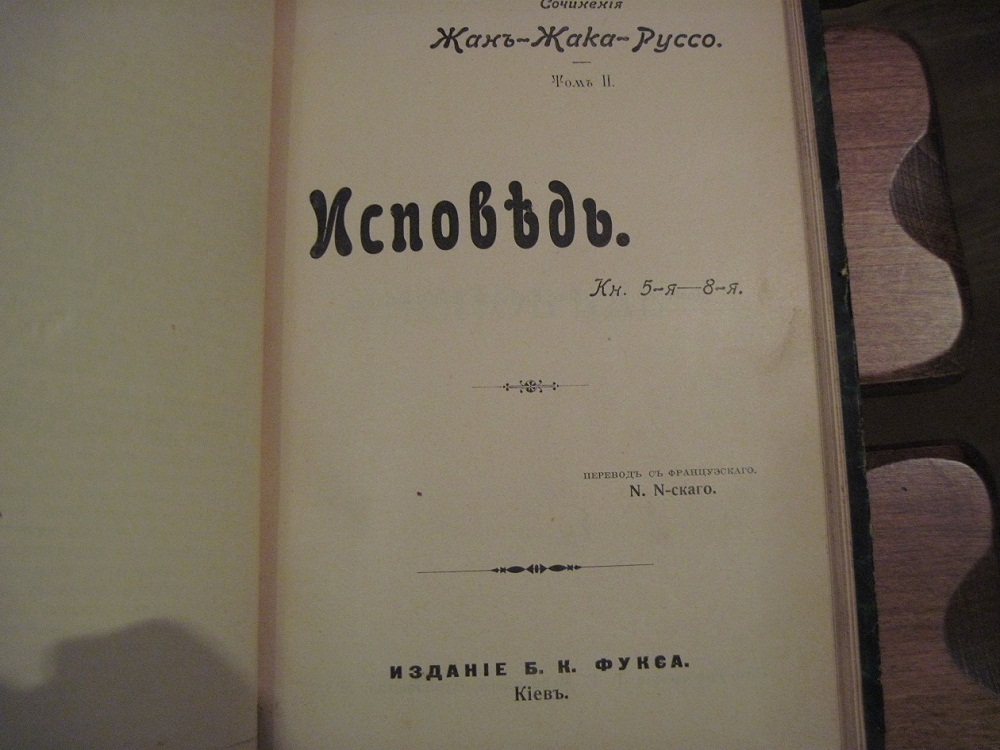 Сочиненія
Жанъ-Жака-Руссо.
Томъ II.
Исповѣдь.
Кн. 5-я—8-я.
ПЕРЕВОДЪ СЪ ФРАНЦУЗСКАГО.
N. N-скаго.
ИЗДАНІЕ Б. К. ФУКСА.
Кіевъ.